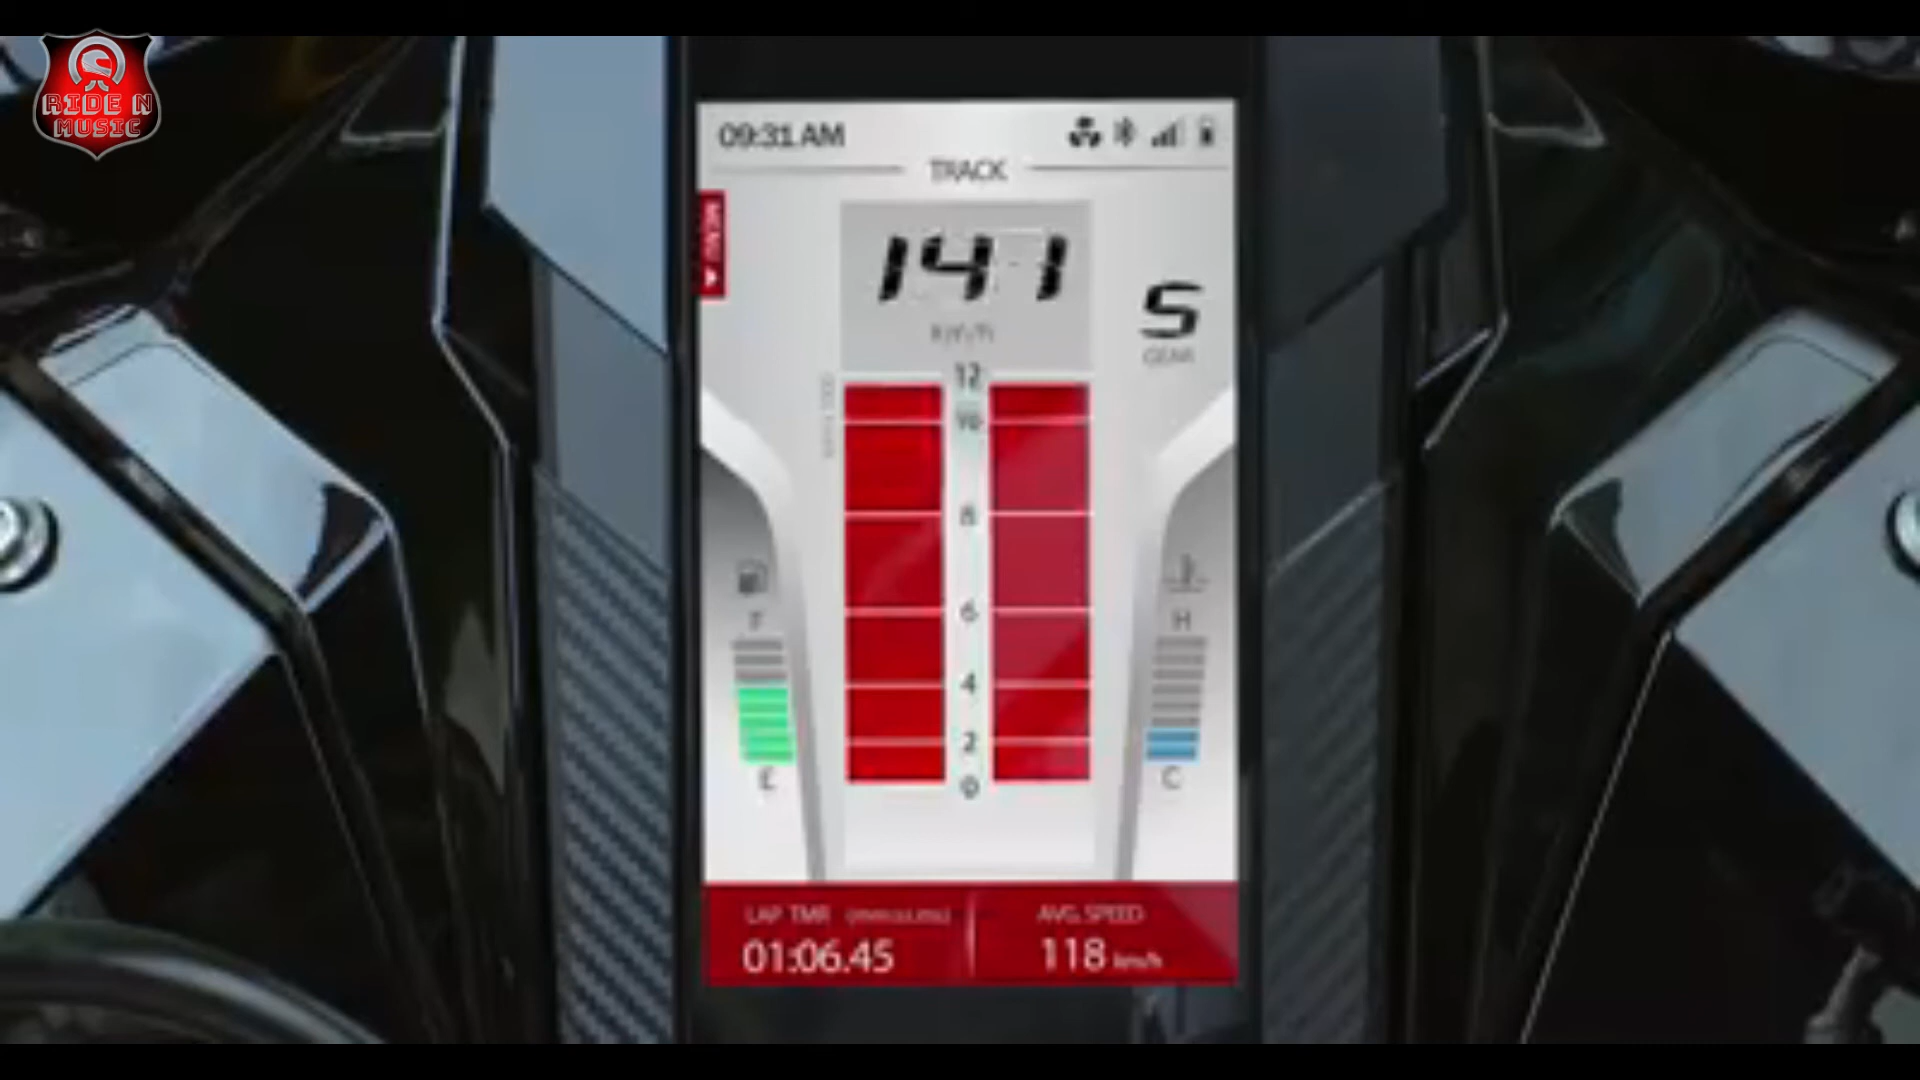 RIDE N
MUSIC
09:31 AM
TRACK
MENU
141
km/h
5
GEAR
12
10
8
6
4
2
0
F
E
H
C
LAP TMR
AVG. SPEED
01:06.45
118 km/h